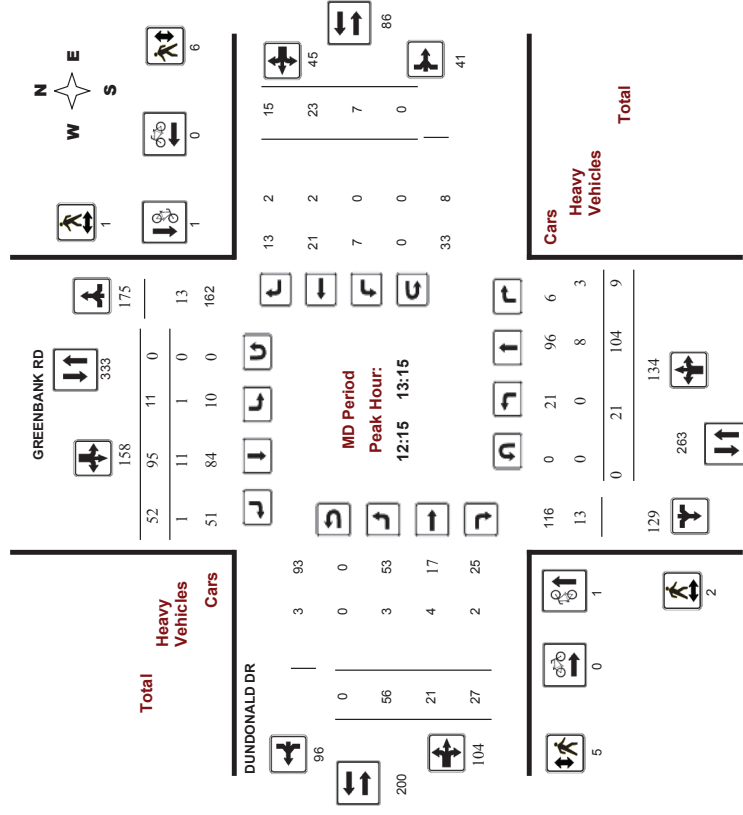 N
W E
S
6
0
1
1
GREENBANK RD
333
158
175
52 95 11 0
1 11 1 0 13
51 84 10 0 162
Total
Heavy
Vehicles
Cars
86
45
41
13 2 15
21 2 23
7 0 7
0 0 0
33 8
MD Period
Peak Hour:
12:15 13:15
DUNDONALD DR
96
200
104
3 93
0 0 0
56 3 53
21 4 17
27 2 25
Cars
Heavy
Vehicles
Total
116 0 21 96 6
13 0 0 8 3
0 21 104 9
129
134
263
1
0
5
2